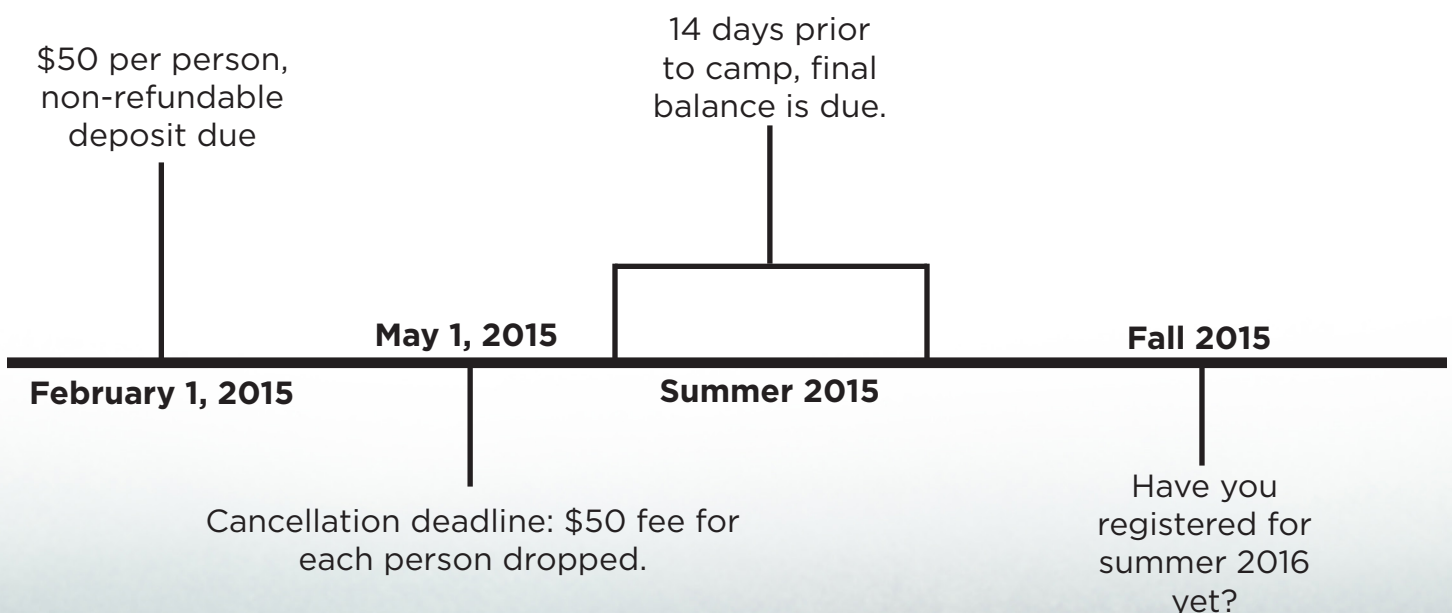 $50 per person,
non-refundable
deposit due
14 days prior
to camp, final
balance is due.
May 1, 2015
Fall 2015
February 1, 2015
Summer 2015
Cancellation deadline: $50 fee for
each person dropped.
Have you
registered for
summer 2016
yet?